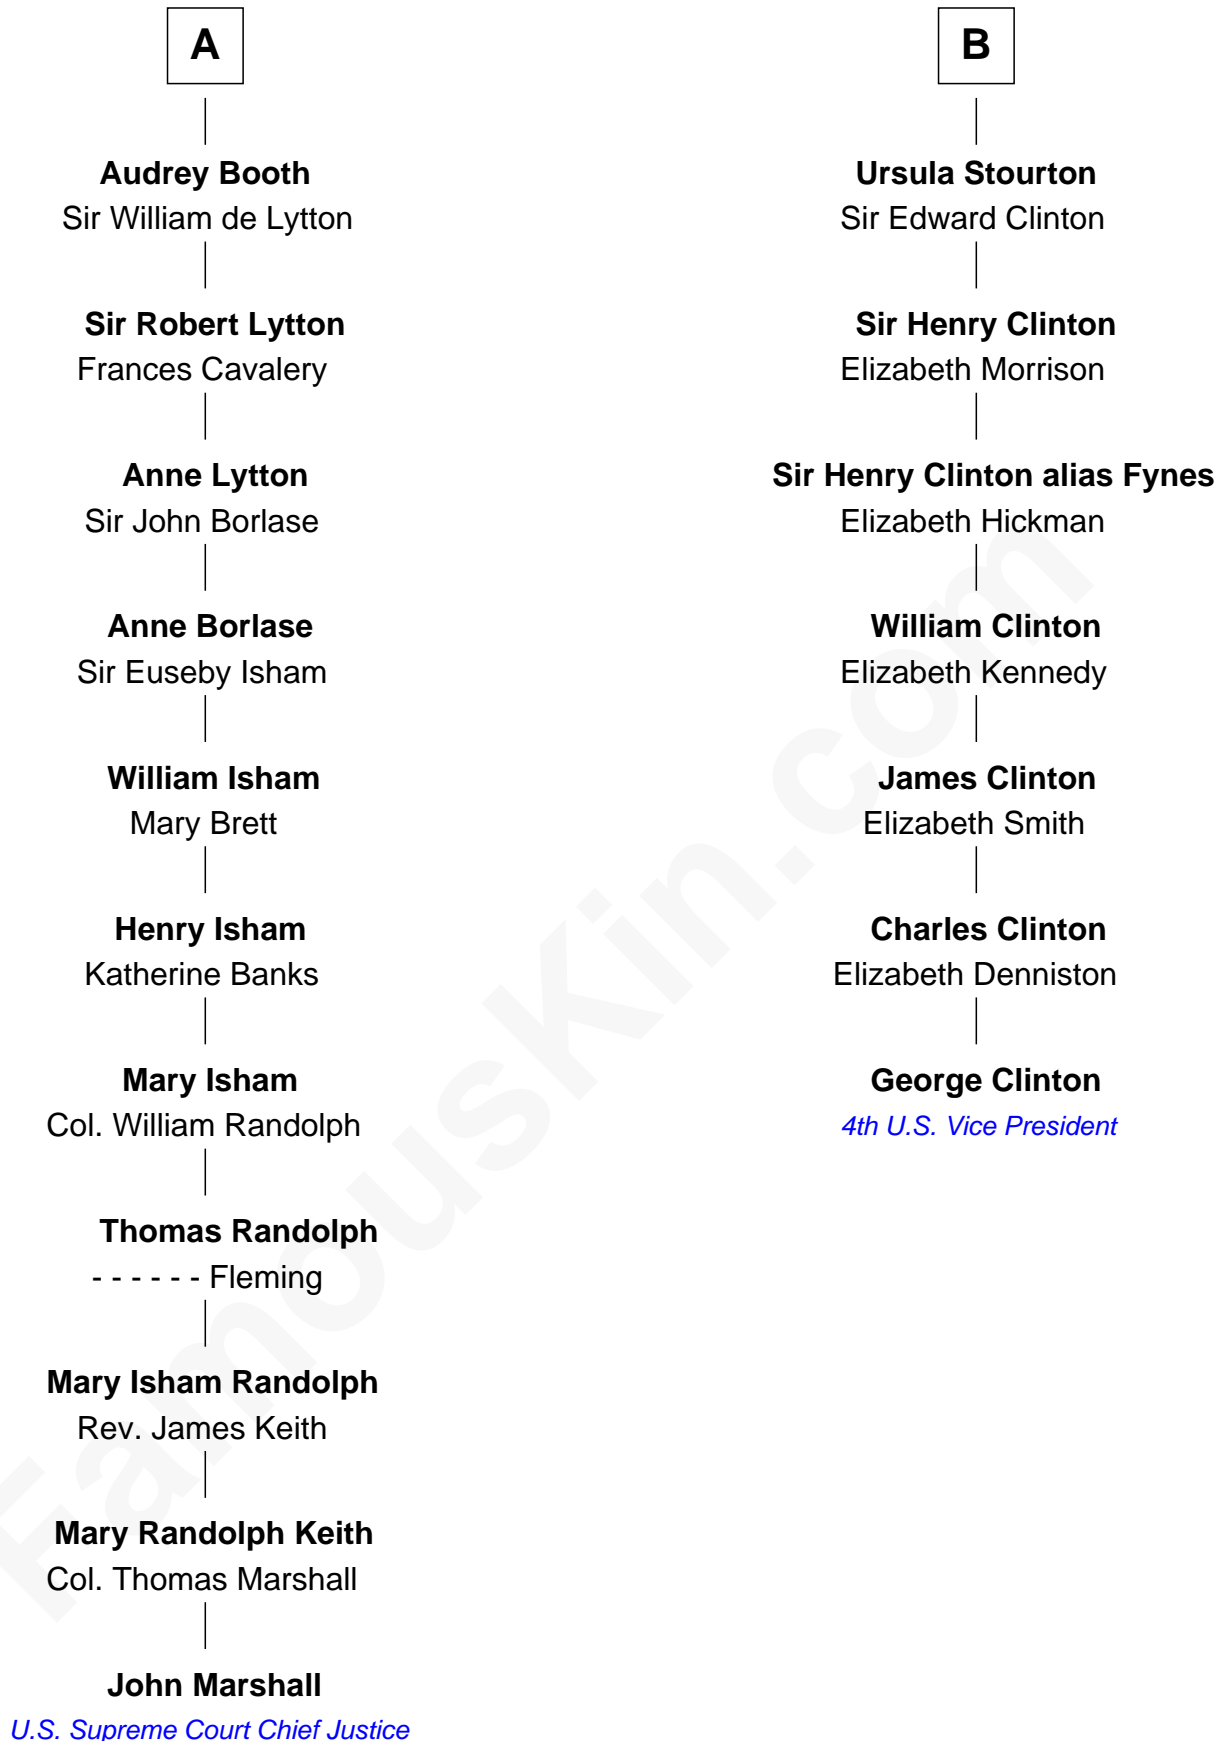 A
Audrey Booth
Sir William de Lytton
Sir Robert Lytton
Frances Cavalery
Anne Lytton
Sir John Borlase
Anne Borlase
Sir Euseby Isham
William Isham
Mary Brett
Henry Isham
Katherine Banks
Mary Isham
Col. William Randolph
Thomas Randolph
- - - - - - Fleming
Mary Isham Randolph
Rev. James Keith
Mary Randolph Keith
Col. Thomas Marshall
John Marshall
U.S. Supreme Court Chief Justice
B
Ursula Stourton
Sir Edward Clinton
Sir Henry Clinton
Elizabeth Morrison
Sir Henry Clinton alias Fynes
Elizabeth Hickman
William Clinton
Elizabeth Kennedy
James Clinton
Elizabeth Smith
Charles Clinton
Elizabeth Denniston
George Clinton
4th U.S. Vice President
FamousKin.com